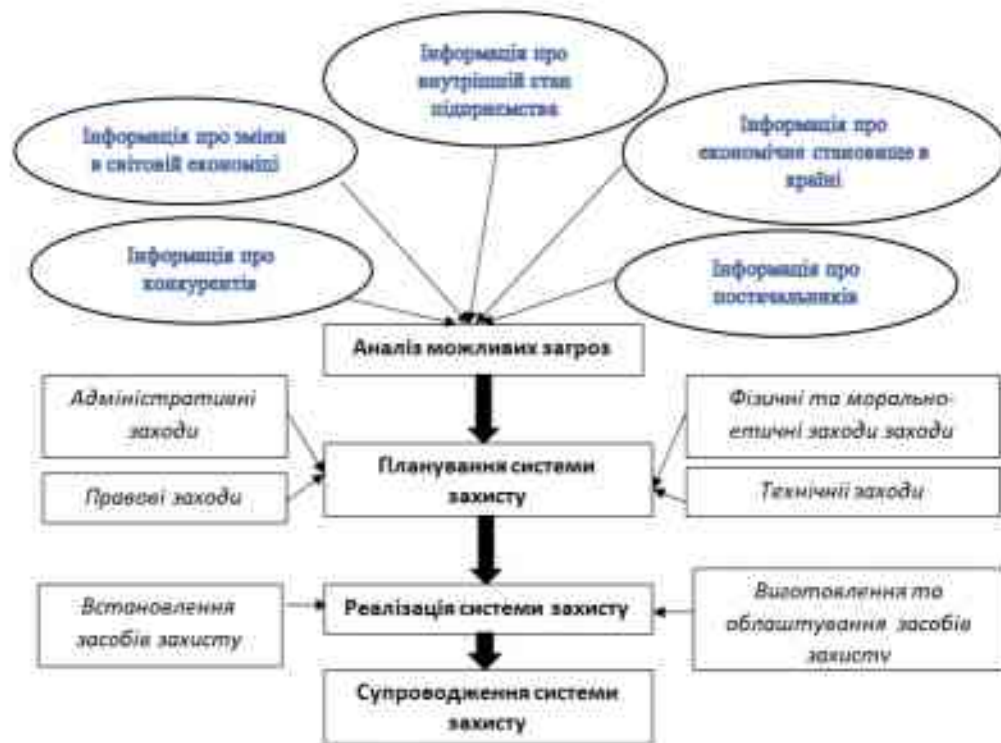 Інформація про
внутрішній стан
підприємства
Інформація про зміни
в світовій економіці
Інформація про
економічне становище в
країні
Інформація про
конкурентів
Інформація про
постачальників
Аналіз можливих загроз
Адміністративні
заходи
Фізичні та морально-
етичні заходи заходи
Планування системи
захисту
Правові заходи
Технічнії заходи
Встановлення
засобів захисту
Реалізація системи захисту
Виготовлення та
облаштування засобів
захисту
Супроводження системи
захисту